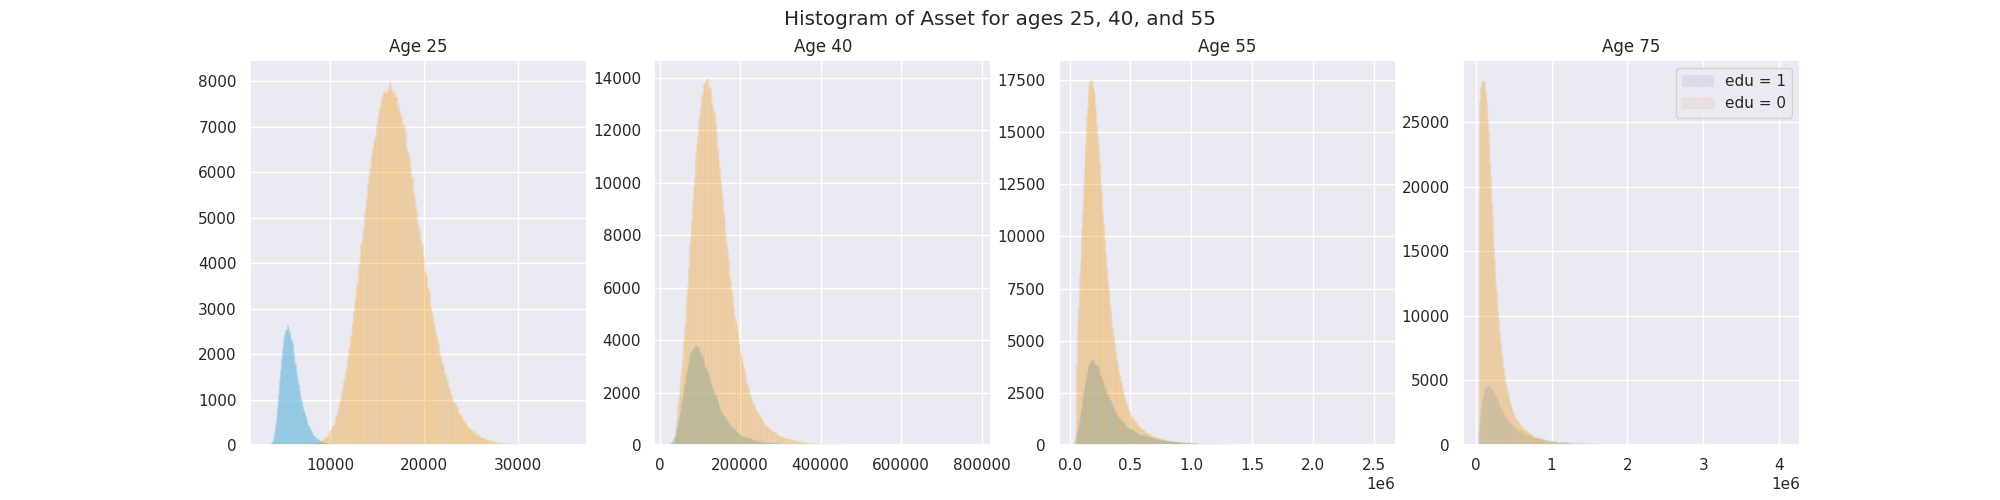 Histogram of Asset for ages 25, 40, and 55
Age 25
8000
7000
6000
5000
4000
3000
2000
1000
0
10000 20000 30000
Age 40
14000
12000
10000
8000
6000
4000
2000
0
0 200000 400000 600000 800000
Age 55
17500
15000
12500
10000
7500
5000
2500
0
0.0 0.5 1.0 1.5 2.0 2.5
1e6
Age 75
edu = 1
edu = 0
25000
20000
15000
10000
5000
0
0 1 2 3 4
1e6